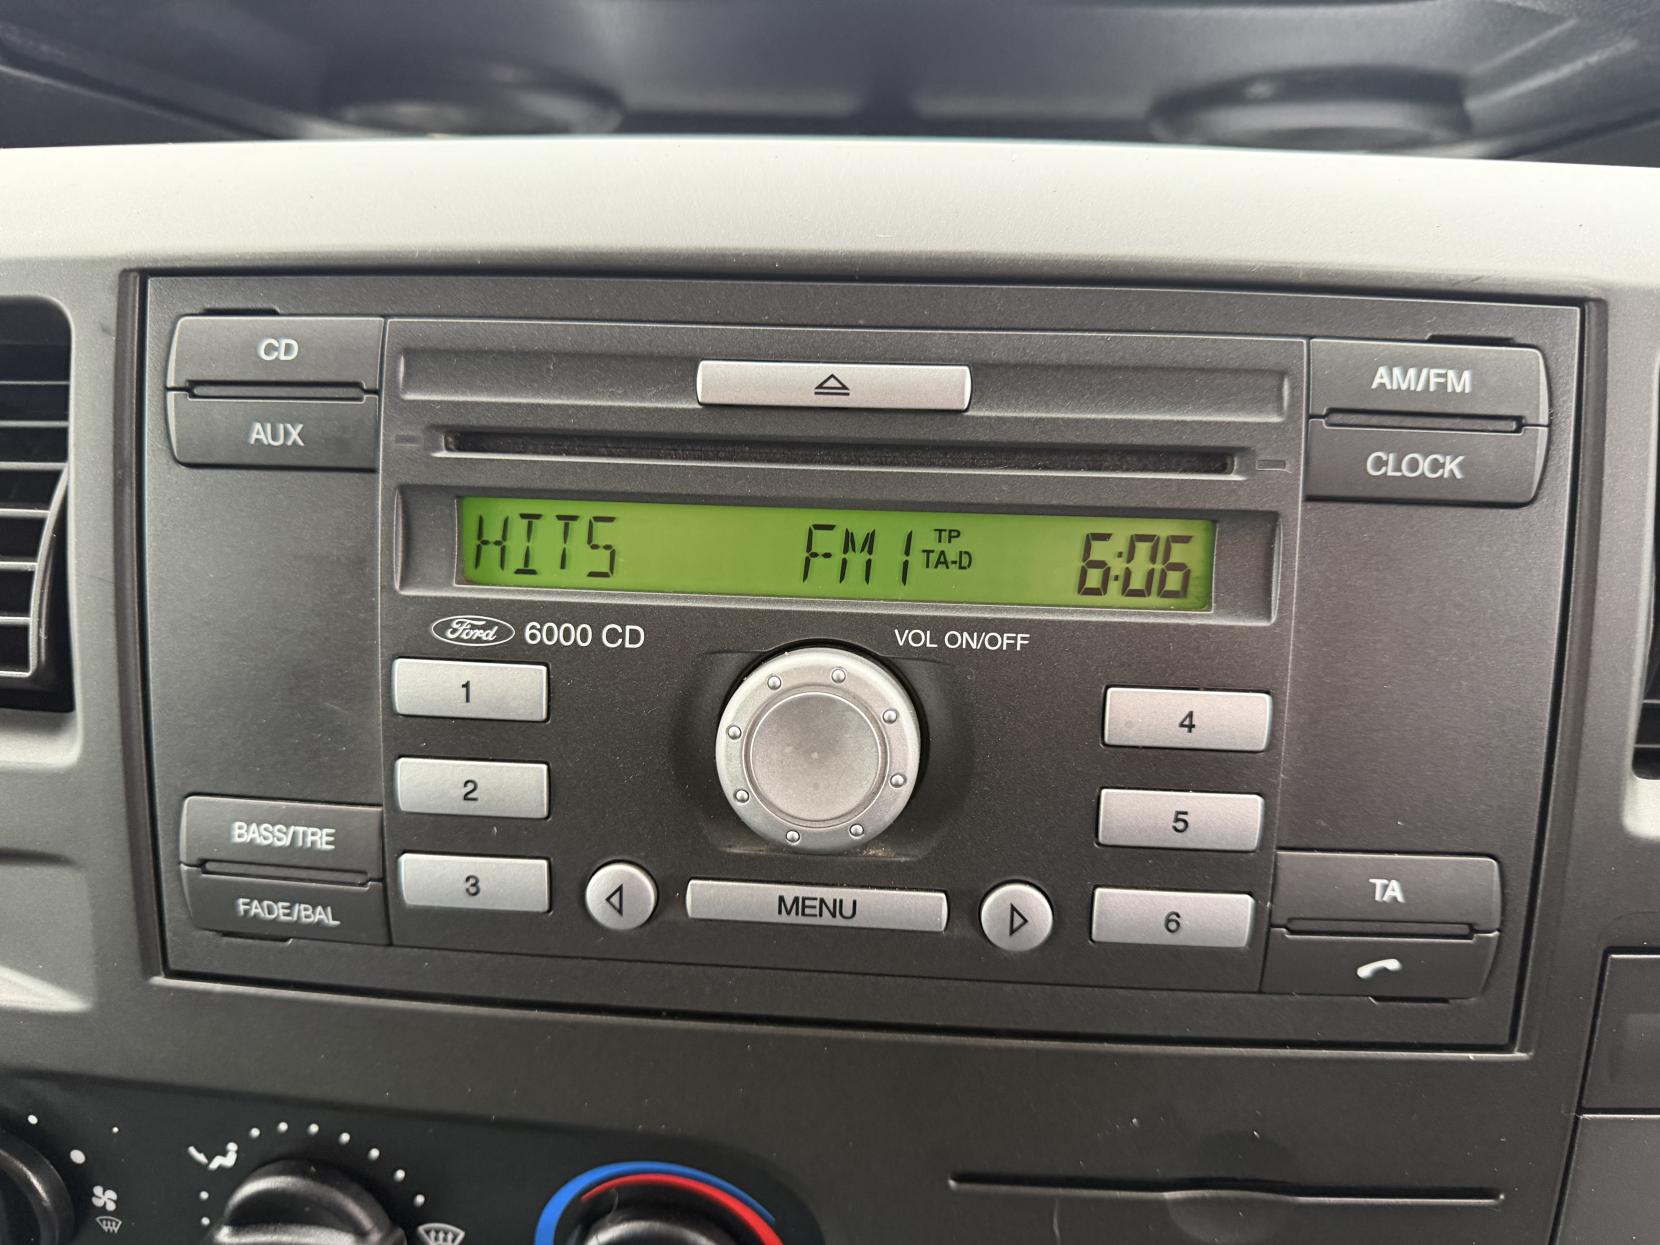 CD
AUX
AM/FM
CLOCK
HITS FM1 TP TA-D 6:06
Ford 6000 CD
VOL ON/OFF
1
2
3
4
5
6
BASS/TRE
FADE/BAL
MENU
TA